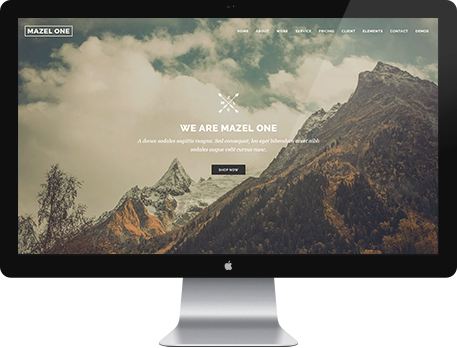 MAZEL ONE
HOME ABOUT WORK SERVICE PRICING CLIENT ELEMENTS CONTACT DEMOS
WE ARE MAZEL ONE
A donec sodales sagittis magna. Sed consequat, leo eget bibendum sodales augue velit cursus nunc.
SHOP NOW